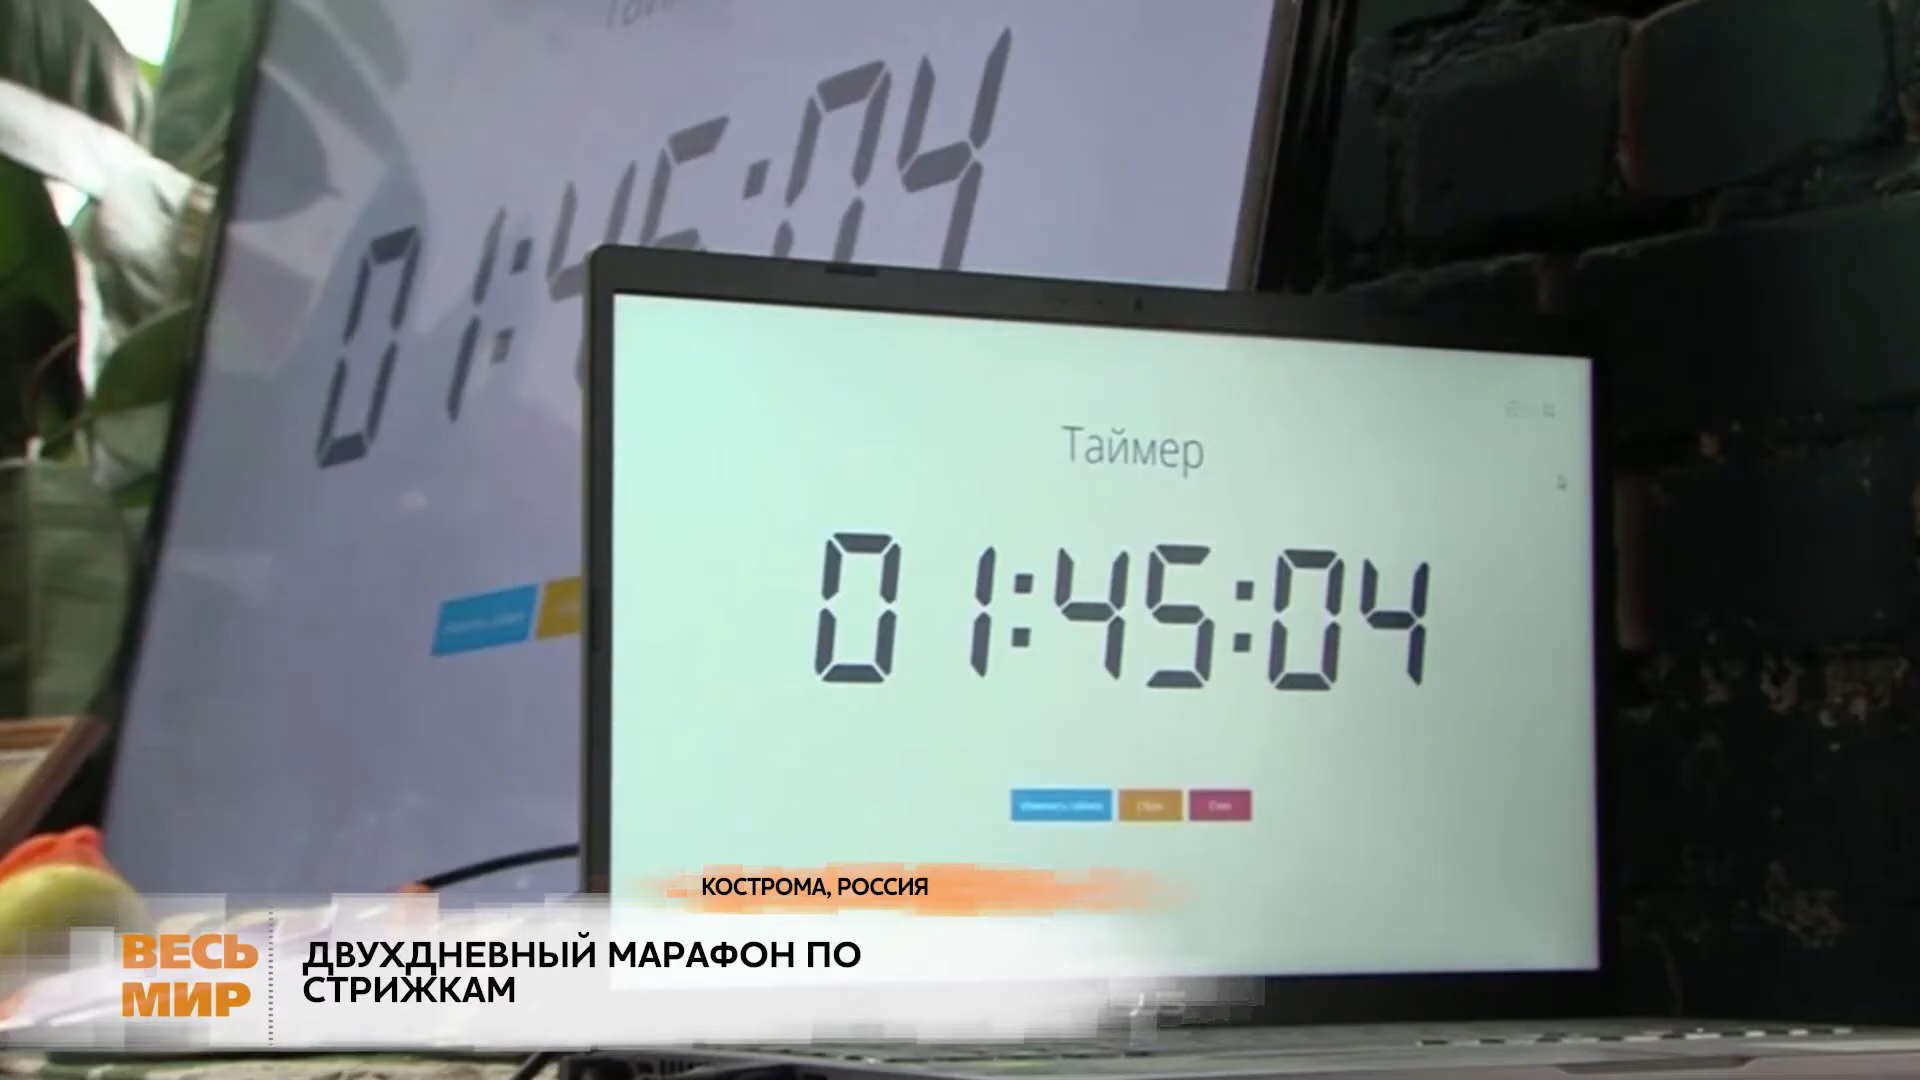 01:45:04
Таймер
01:45:04
КОСТРОМА, РОССИЯ
ВЕСЬ
МИР
ДВУХДНЕВНЫЙ МАРАФОН ПО
СТРИЖКАМ